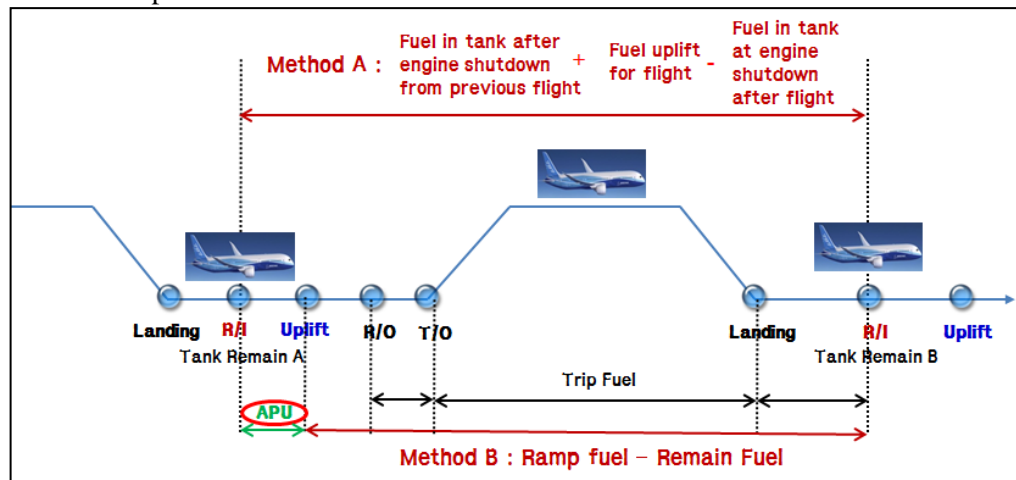 Method A :
Fuel in tank after
engine shutdown
from previous flight
+
Fuel uplift
for flight
-
Fuel in tank
at engine
shutdown
after flight
Landing
R/I
Uplift
R/O
T/O
Landing
R/I
Uplift
Tank Remain A
Tank Remain B
Trip Fuel
APU
Method B : Ramp fuel – Remain Fuel